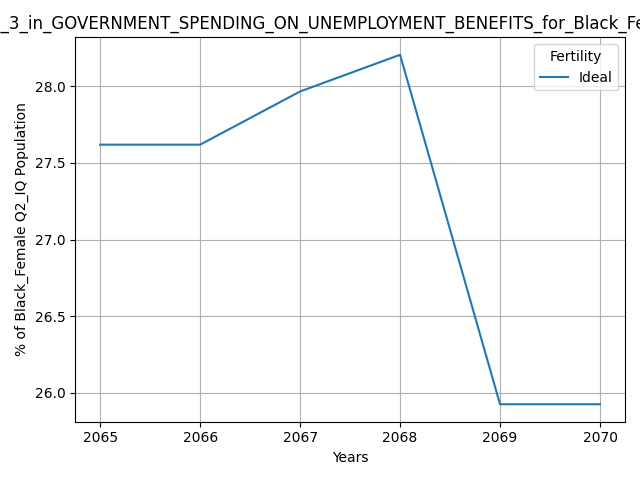 _3_in_GOVERNMENT_SPENDING_ON_UNEMPLOYMENT_BENEFITS_for_Black_Fe
Fertility
Ideal
% of Black_Female Q2_IQ Population
28.0
27.5
27.0
26.5
26.0
2065 2066 2067 2068 2069 2070
Years